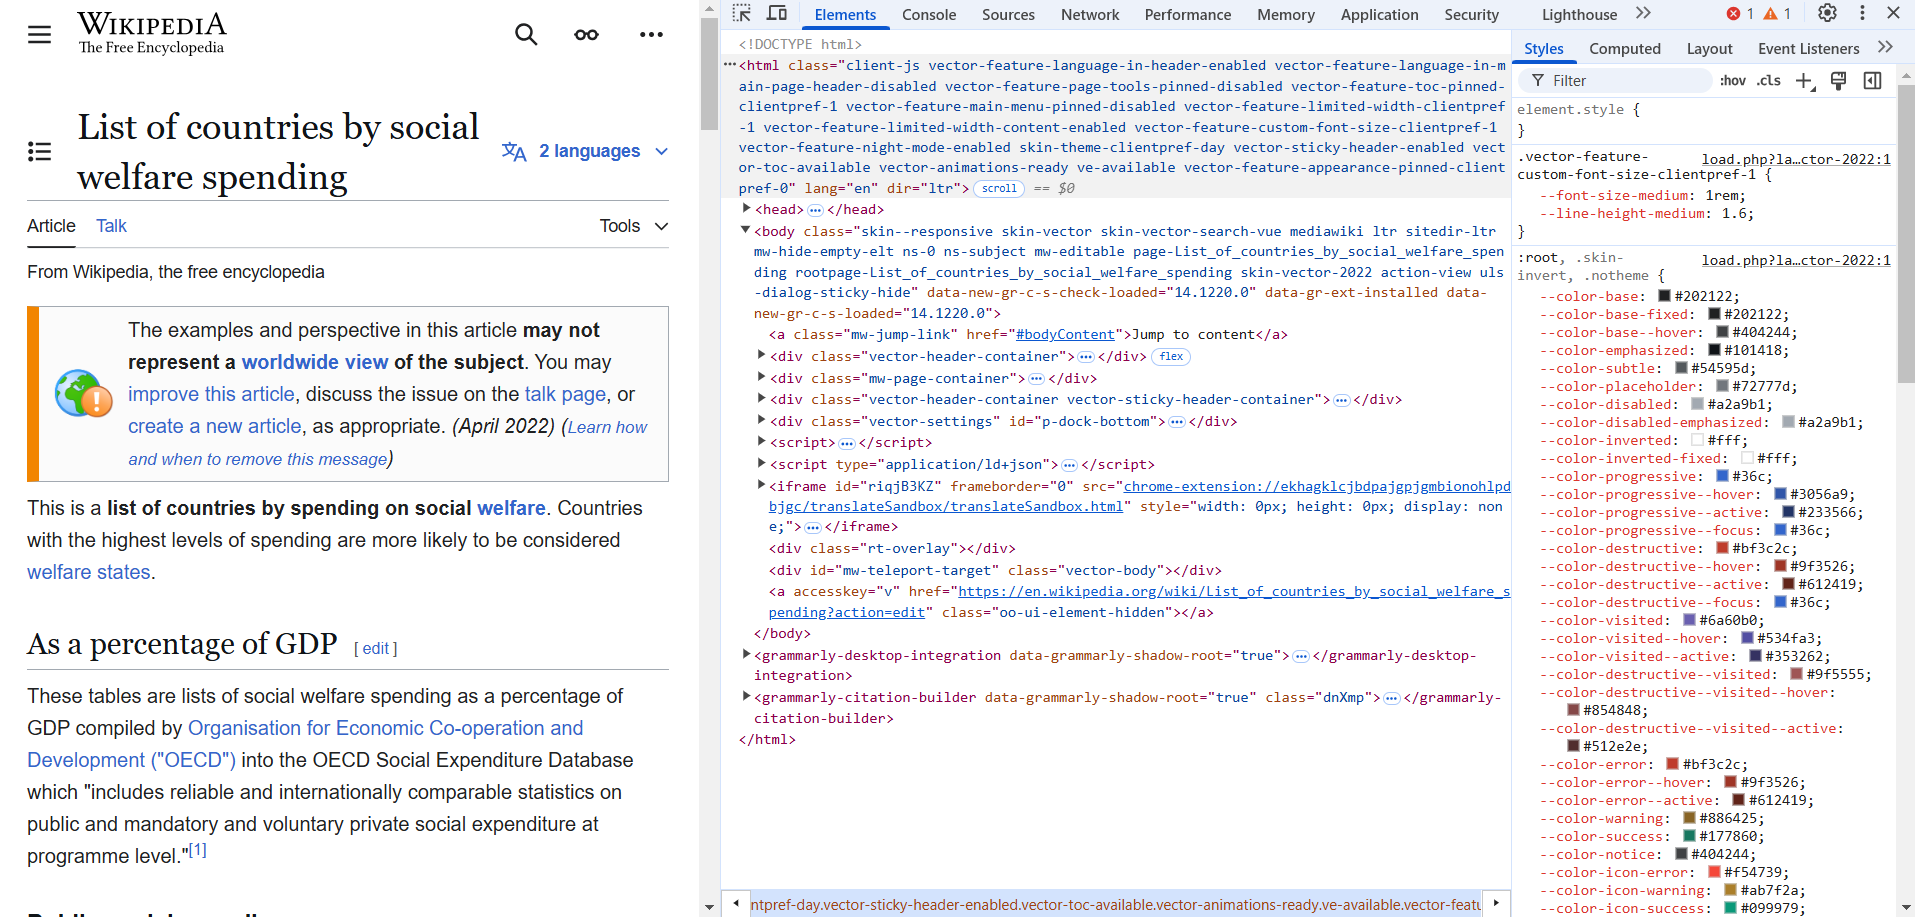 WIKIPEDIA
The Free Encyclopedia
List of countries by social
welfare spending
2 languages
Article Talk Tools
From Wikipedia, the free encyclopedia
The examples and perspective in this article may not
represent a worldwide view of the subject. You may
improve this article, discuss the issue on the talk page, or
create a new article, as appropriate. (April 2022) (Learn how
and when to remove this message)
This is a list of countries by spending on social welfare. Countries
with the highest levels of spending are more likely to be considered
welfare states.
As a percentage of GDP [ edit ]
These tables are lists of social welfare spending as a percentage of
GDP compiled by Organisation for Economic Co-operation and
Development ("OECD") into the OECD Social Expenditure Database
which "includes reliable and internationally comparable statistics on
public and mandatory and voluntary private social expenditure at
programme level."[1]
Elements Console Sources Network Performance Memory Application Security Lighthouse 1 1
<!DOCTYPE html>
<html class="client-js vector-feature-language-in-header-enabled vector-feature-language-in-m
ain-page-header-disabled vector-feature-page-tools-pinned-disabled vector-feature-toc-pinned-
clientpref-1 vector-feature-main-menu-pinned-disabled vector-feature-limited-width-clientpref
-1 vector-feature-limited-width-content-enabled vector-feature-custom-font-size-clientpref-1
vector-feature-night-mode-enabled skin-theme-clientpref-day vector-sticky-header-enabled vect
or-toc-available vector-animations-ready ve-available vector-feature-appearance-pinned-client
pref-0" lang="en" dir="ltr"> scroll == $0
<head> </head>
<body class="skin--responsive skin-vector skin-vector-search-vue mediawiki ltr sitedir-ltr
mw-hide-empty-elt ns-0 ns-subject mw-editable page-List_of_countries_by_social_welfare_spen
ding rootpage-List_of_countries_by_social_welfare_spending skin-vector-2022 action-view uls
-dialog-sticky-hide" data-new-gr-c-s-check-loaded="14.1220.0" data-gr-ext-installed data-
new-gr-c-s-loaded="14.1220.0">
<a class="mw-jump-link" href="#bodyContent">Jump to content</a>
<div class="vector-header-container"> </div> flex
<div class="mw-page-container"> </div>
<div class="vector-header-container vector-sticky-header-container"> </div>
<div class="vector-settings" id="p-dock-bottom"> </div>
<script> </script>
<script type="application/ld+json"> </script>
<iframe id="riqjB3KZ" frameborder="0" src="chrome-extension://ekhagklcjbdpajgpjgmbionohlpd
bjgc/translateSandbox/translateSandbox.html" style="width: 0px; height: 0px; display: non
e;"> </iframe>
<div class="rt-overlay"></div>
<div id="mw-teleport-target" class="vector-body"></div>
<a accesskey="v" href="https://en.wikipedia.org/wiki/List_of_countries_by_social_welfare_s
pending?action=edit" class="oo-ui-element-hidden"></a>
</body>
<grammarly-desktop-integration data-grammarly-shadow-root="true"> </grammarly-desktop-
integration>
<grammarly-citation-builder data-grammarly-shadow-root="true" class="dnXmp"> </grammarly-
citation-builder>
</html>
ntpref-day.vector-sticky-header-enabled.vector-toc-available.vector-animations-ready.ve-available.vector-featu
Styles Computed Layout Event Listeners
Filter :hov .cls
element.style {
}
.vector-feature- load.php?la…ctor-2022:1
custom-font-size-clientpref-1 {
--font-size-medium: 1rem;
--line-height-medium: 1.6;
}
:root, .skin- load.php?la…ctor-2022:1
invert, .notheme {
--color-base: #202122;
--color-base-fixed: #202122;
--color-base--hover: #404244;
--color-emphasized: #101418;
--color-subtle: #54595d;
--color-placeholder: #72777d;
--color-disabled: #a2a9b1;
--color-disabled-emphasized: #a2a9b1;
--color-inverted: #fff;
--color-inverted-fixed: #fff;
--color-progressive: #36c;
--color-progressive--hover: #3056a9;
--color-progressive--active: #233566;
--color-progressive--focus: #36c;
--color-destructive: #bf3c2c;
--color-destructive--hover: #9f3526;
--color-destructive--active: #612419;
--color-destructive--focus: #36c;
--color-visited: #6a60b0;
--color-visited--hover: #534fa3;
--color-visited--active: #353262;
--color-destructive--visited: #9f5555;
--color-destructive--visited--hover:
#854848;
--color-destructive--visited--active:
#512e2e;
--color-error: #bf3c2c;
--color-error--hover: #9f3526;
--color-error--active: #612419;
--color-warning: #886425;
--color-success: #177860;
--color-notice: #404244;
--color-icon-error: #f54739;
--color-icon-warning: #ab7f2a;
--color-icon-success: #099979;